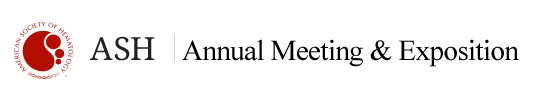 AMERICAN SOCIETY OF HEMATOLOGY
ASH Annual Meeting & Exposition